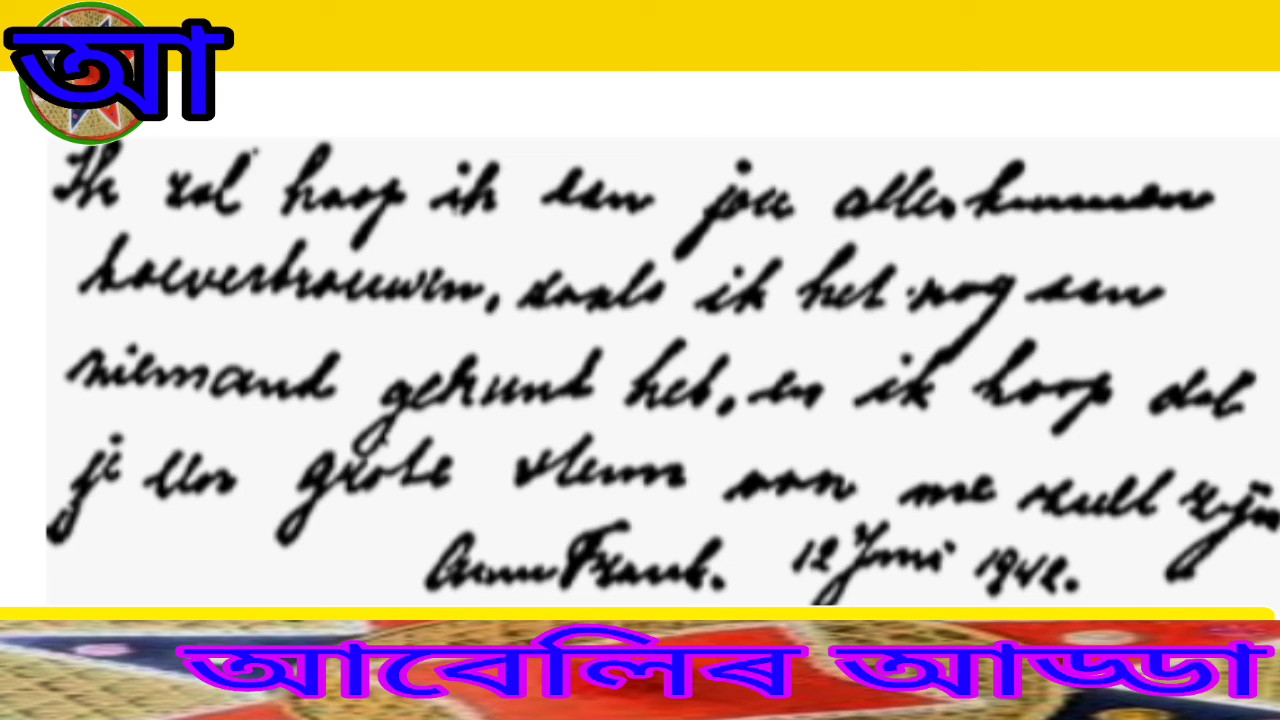 আ
Ik zal hoop ik aan jou alles kunnen
toevertrouwen, zoals ik het nog aan
niemand gekund heb, en ik hoop dat
je een grote steun aan me zult zijn
Anne Frank. 12 Juni 1942.
আবেলিৰ আড্ডা